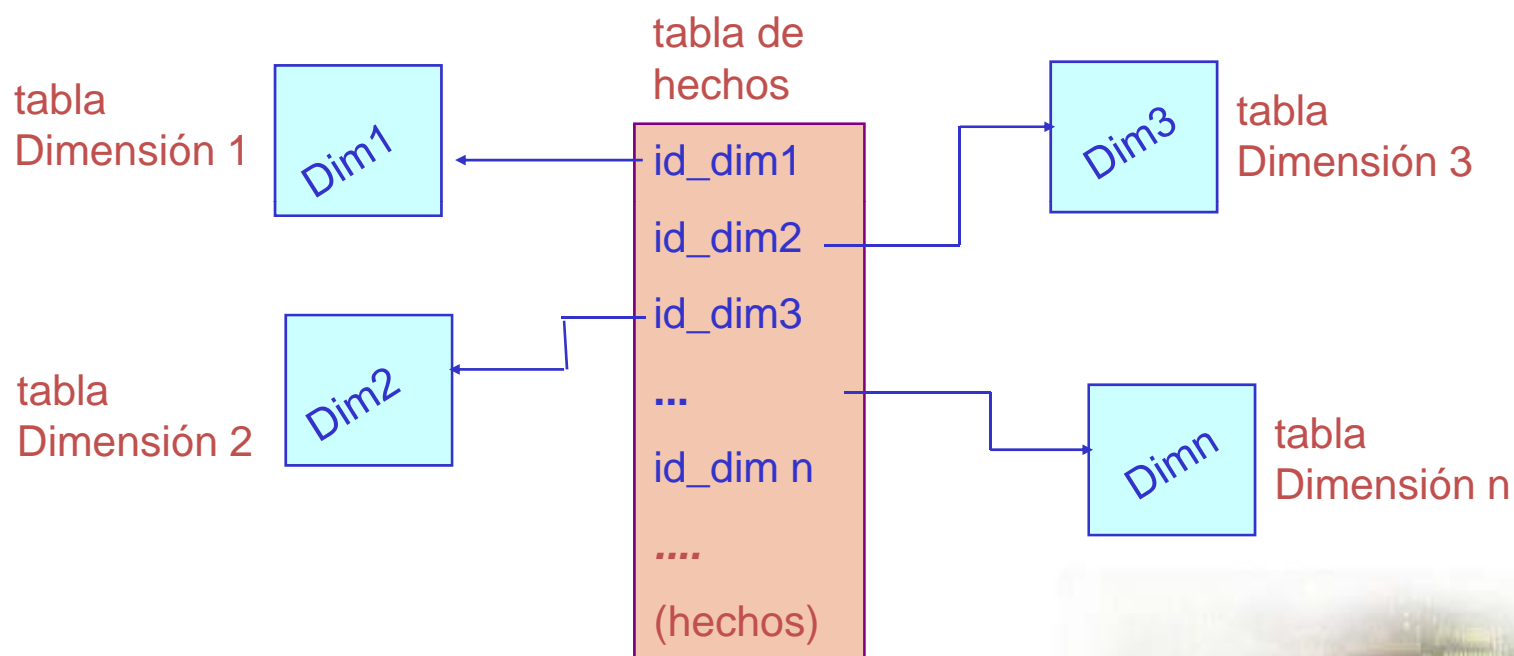 tabla
Dimensión 1
Dim1
tabla
Dimensión 2
Dim2
tabla de
hechos
id_dim1
id_dim2
id_dim3
...
id_dim n
....
(hechos)
Dim3
tabla
Dimensión 3
Dimn
tabla
Dimensión n